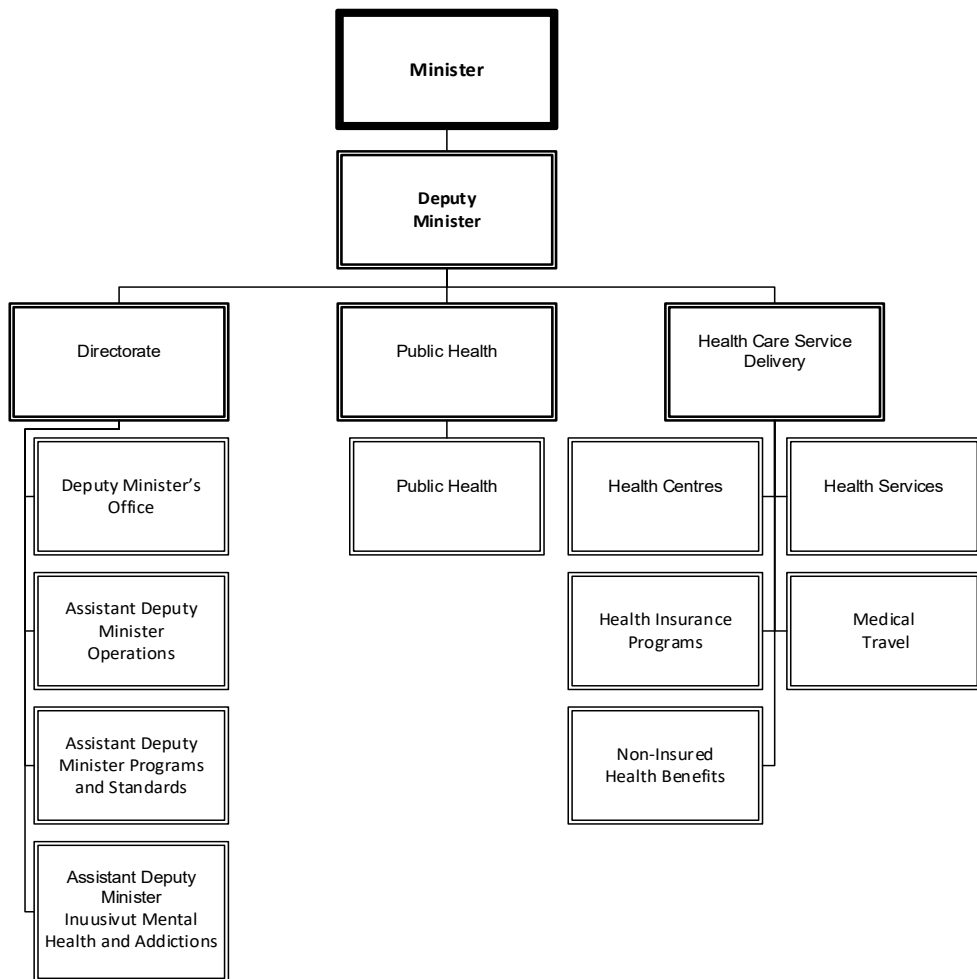 Minister
Deputy
Minister
Directorate
Public Health
Health Care Service
Delivery
Deputy Minister’s
Office
Public Health
Health Centres
Health Services
Assistant Deputy
Minister
Operations
Health Insurance
Programs
Medical
Travel
Assistant Deputy
Minister Programs
and Standards
Non-Insured
Health Benefits
Assistant Deputy
Minister
Inuusivut Mental
Health and Addictions